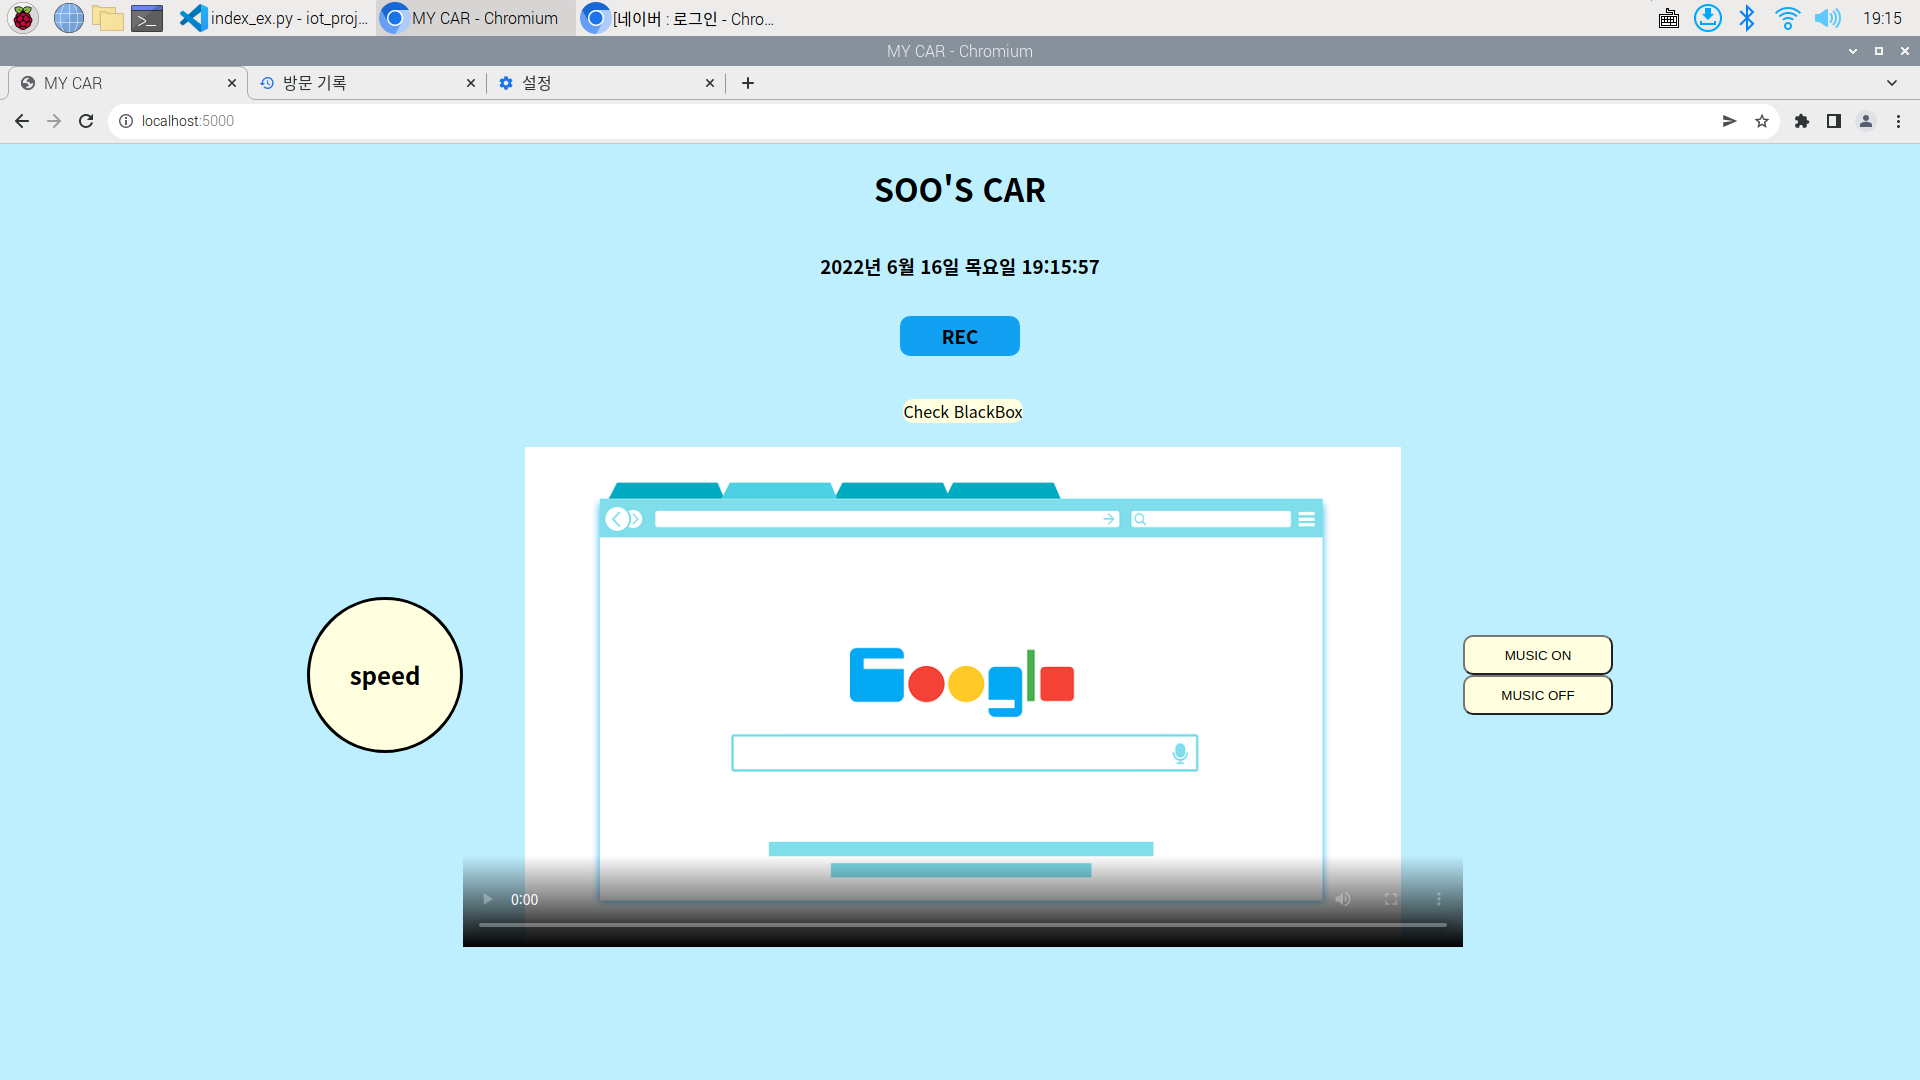 index_ex.py - iot_proj...
MY CAR - Chromium
[네이버 : 로그인 - Chro...
19:15
MY CAR - Chromium
MY CAR
방문 기록
설정
localhost:5000
SOO'S CAR
2022년 6월 16일 목요일 19:15:57
REC
Check BlackBox
Google
speed
MUSIC ON
MUSIC OFF
0:00